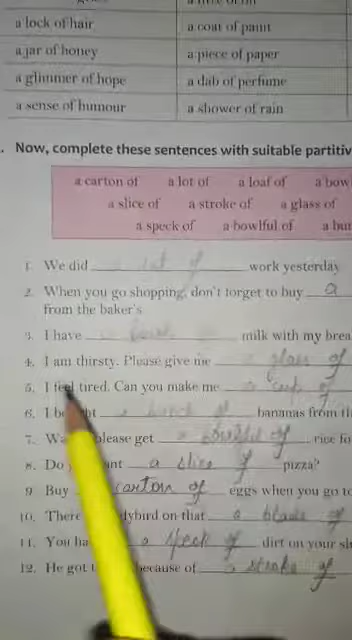 a lock of hair
a coat of paint
a jar of honey
a piece of paper
a glimmer of hope
a dab of perfume
a sense of humour
a shower of rain
Now, complete these sentences with suitable partitiv
a carton of a lot of a loaf of a bow
a slice of a stroke of a glass of
a speck of a bowlful of a bun
1. We did a lot of work yesterday
2. When you go shopping, don't forget to buy a
from the baker's
3. I have milk with my brea
4. I am thirsty. Please give me a glass of
5. I feel tired. Can you make me a cup of
6. I bananas from th
7. please get a bowlful of rice fo
8. Do a slice of pizza?
9 Buy carton of eggs when you go to
10. There dybird on that a blade of
11. You ha a speck of dirt on your sh
12. He got because of a stroke of